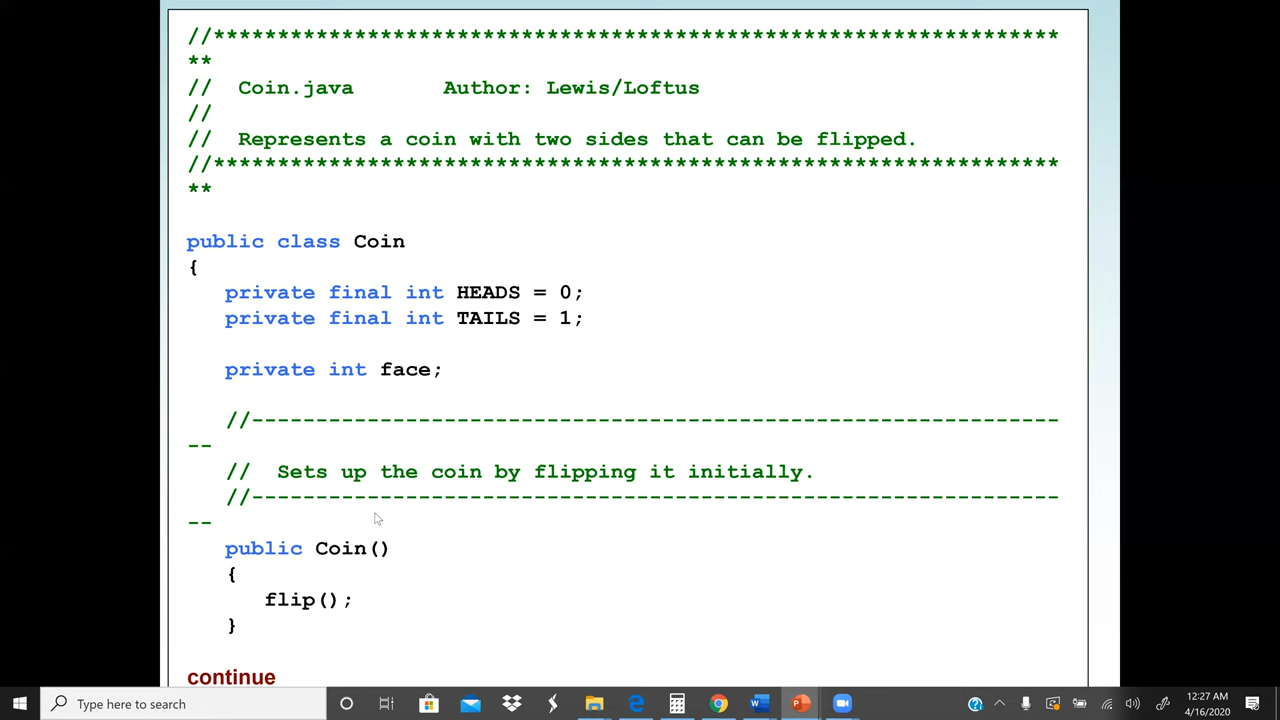 //******************************************************************
**
//  Coin.java       Author: Lewis/Loftus
//
//  Represents a coin with two sides that can be flipped.
//******************************************************************
**
public class Coin
{
   private final int HEADS = 0;
   private final int TAILS = 1;
   private int face;
   //---------------------------------------------------------------
--
   //  Sets up the coin by flipping it initially.
   //---------------------------------------------------------------
--
   public Coin()
   {
      flip();
   }
continue
Type here to search
12:27 AM
4/16/2020